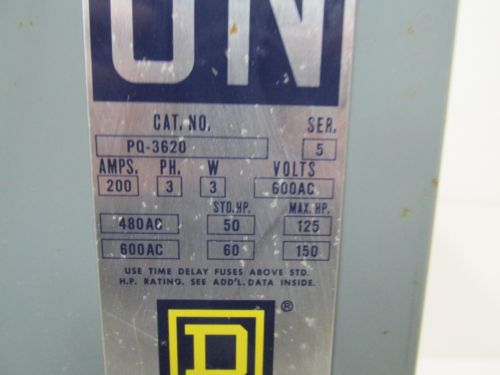 ON
CAT. NO. SER.
PQ-3620 5
AMPS. PH. W VOLTS
200 3 3 600AC
STD. HP. MAX. HP.
480AC 50 125
600AC 60 150
USE TIME DELAY FUSES ABOVE STD.
H.P. RATING. SEE ADD'L. DATA INSIDE.
D ®